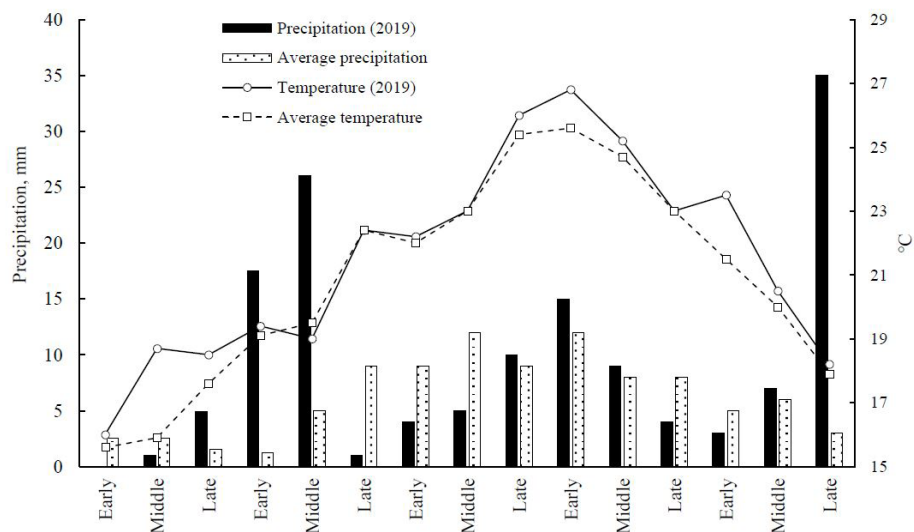 40
35
30
25
20
15
10
5
0
Precipitation, mm
Precipitation (2019)
Average precipitation
Temperature (2019)
Average temperature
29
27
25
23
21
19
17
15
°C
Early
Middle
Late
Early
Middle
Late
Early
Middle
Late
Early
Middle
Late
Early
Middle
Late